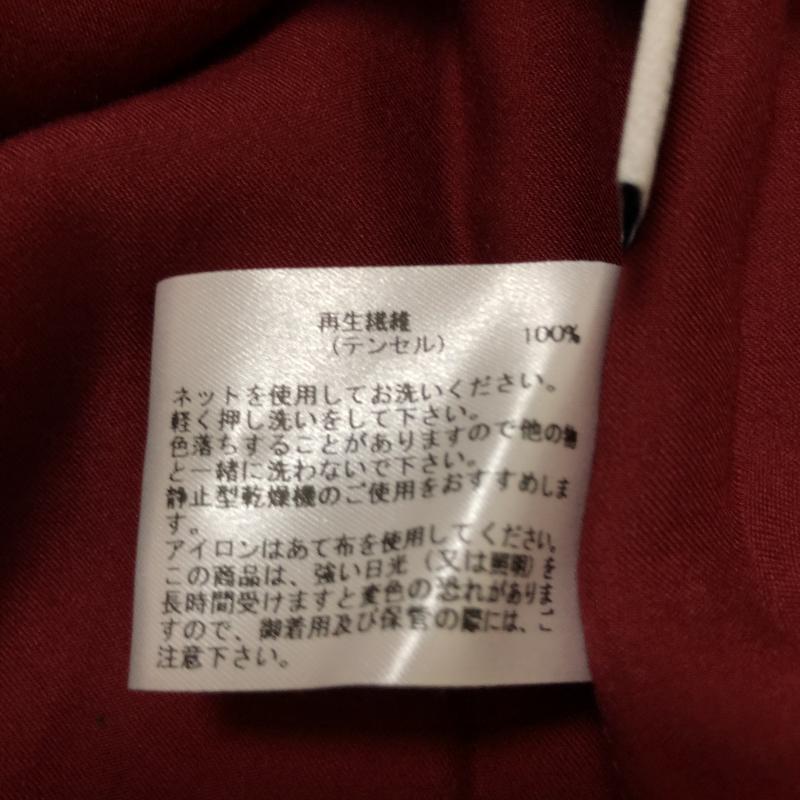 再生繊維
（テンセル） 100%
ネットを使用してお洗いください。
軽く押し洗いをして下さい。
色落ちすることがありますので他の物
と一緒に洗わないで下さい。
静止型乾燥機のご使用をおすすめしま
す。
アイロンはあて布を使用してください。
この商品は、強い日光（又は照明）を
長時間受けますと変色の恐れがありま
すので、御着用及び保管の際には、ご
注意下さい。